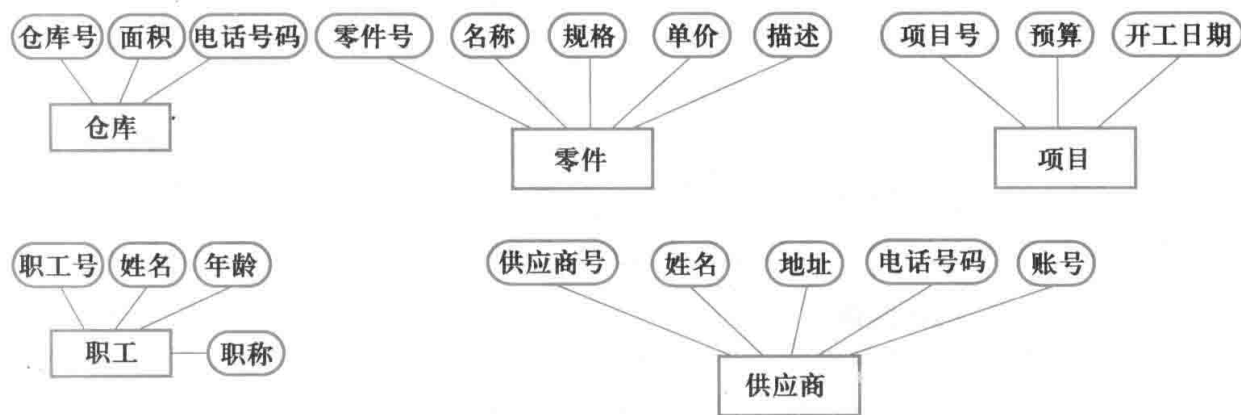 仓库号 面积 电话号码 零件号 名称 规格 单价 描述 项目号 预算 开工日期
仓库 零件 项目
职工号 姓名 年龄 供应商号 姓名 地址 电话号码 账号
职工 职称 供应商